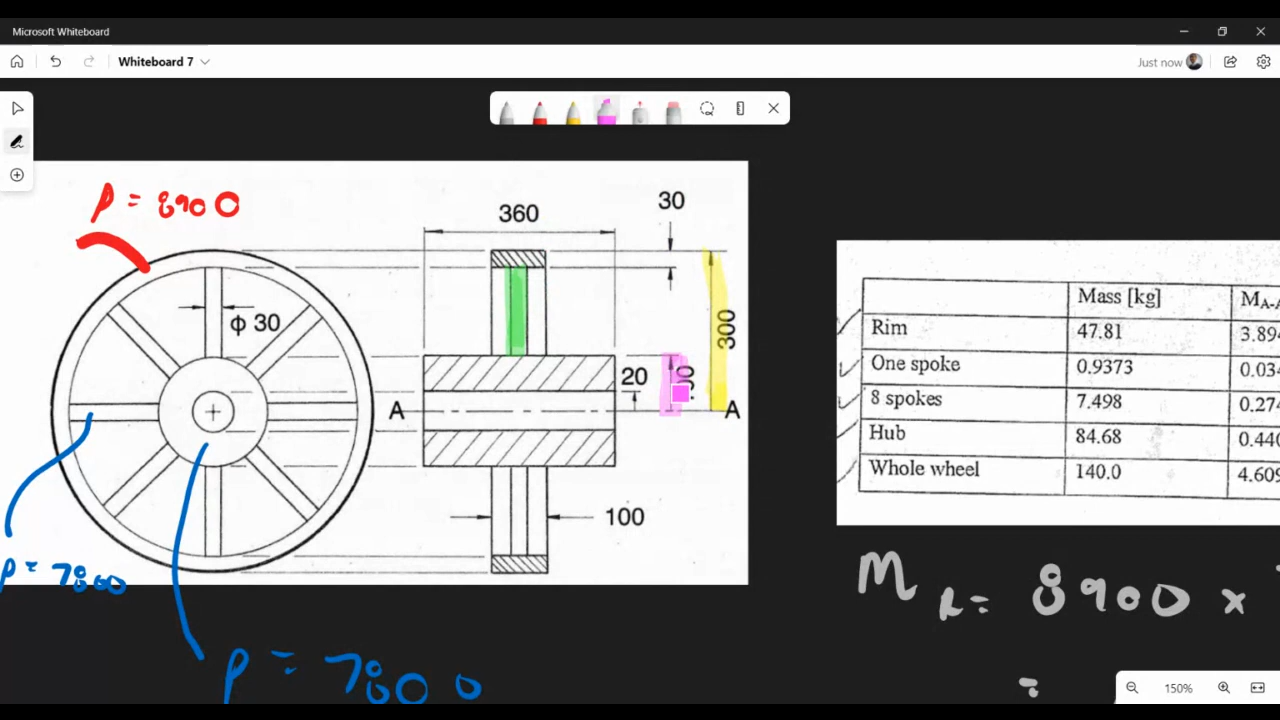 Microsoft Whiteboard
Whiteboard 7
Just now
ρ = 8900
30
360
ϕ 30
300
20
A
A
100
ρ = 7800
ρ = 7800
Mass [kg]
Rim
47.81
3.894
One spoke
0.9373
0.034
8 spokes
7.498
0.274
Hub
84.68
0.440
Whole wheel
140.0
4.609
= 8900 ×
=
150%